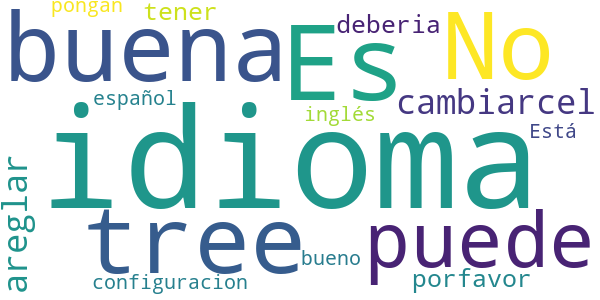 pongan
tener
buena
Es
deberia
No
español
inglés
cambiarcel
Está
idioma
areglar
tree
puede
bueno
configuracion
porfavor